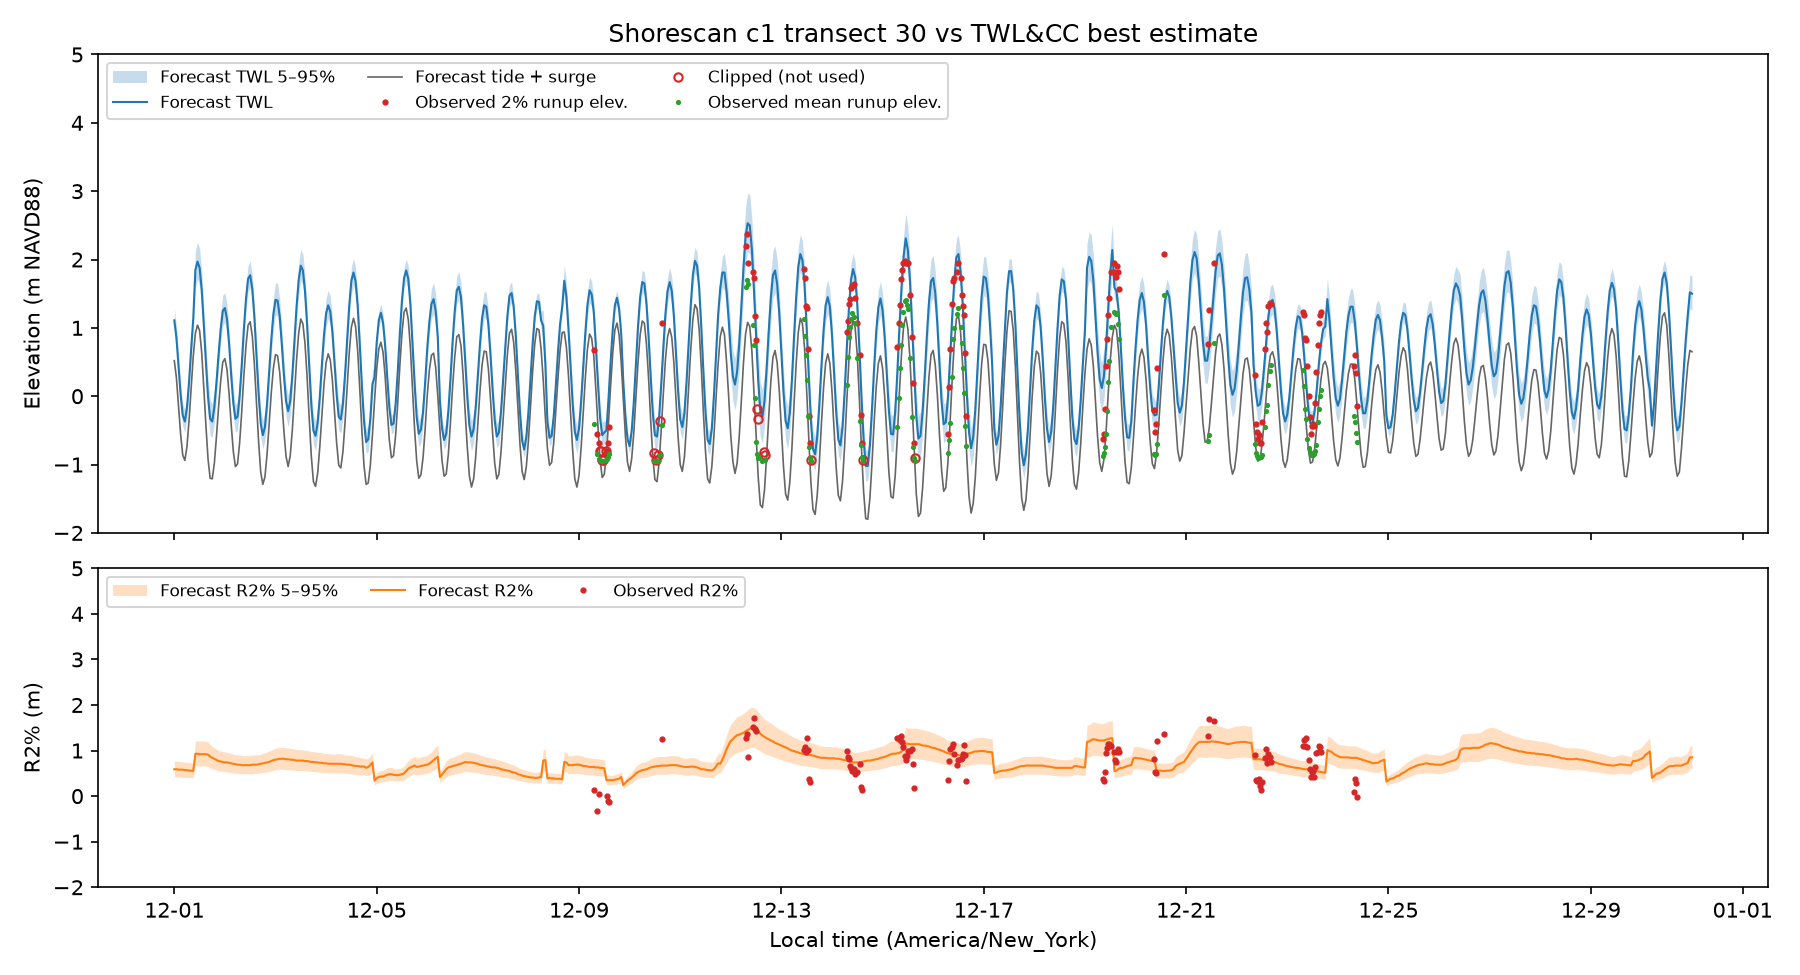 Shorescan c1 transect 30 vs TWL&CC best estimate
Forecast TWL 5–95%
Forecast TWL
Forecast tide + surge
Observed 2% runup elev.
Clipped (not used)
Observed mean runup elev.
Elevation (m NAVD88)
5
4
3
2
1
0
−1
−2
Forecast R2% 5–95%
Forecast R2%
Observed R2%
R2% (m)
5
4
3
2
1
0
−1
−2
12-01 12-05 12-09 12-13 12-17 12-21 12-25 12-29 01-01
Local time (America/New_York)